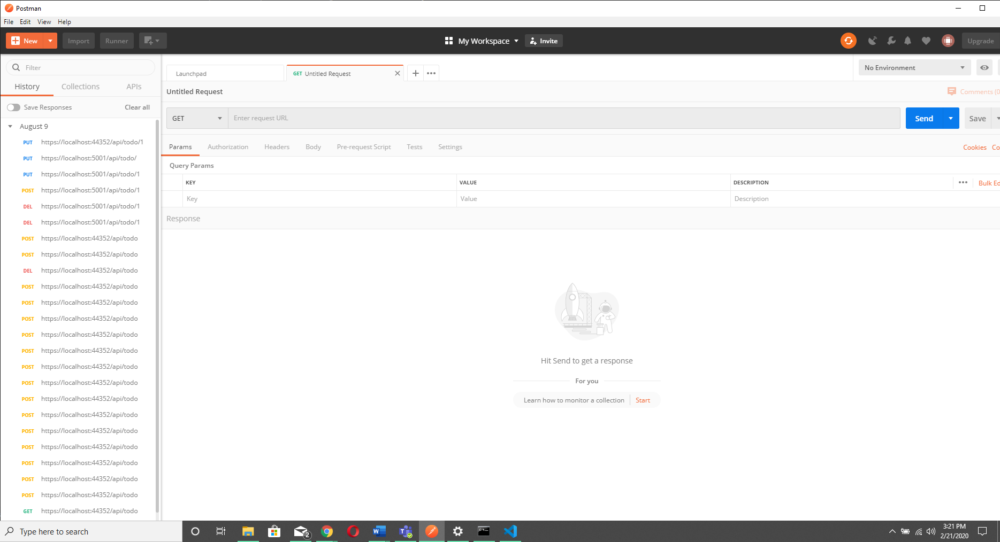 Postman
File Edit View Help
New Import Runner My Workspace Invite Upgrade
Filter
History Collections APIs
Save Responses Clear all
August 9
PUT https://localhost:44352/api/todo/1
PUT https://localhost:5001/api/todo/
PUT https://localhost:5001/api/todo/1
POST https://localhost:5001/api/todo/1
DEL https://localhost:5001/api/todo/1
DEL https://localhost:5001/api/todo/1
POST https://localhost:44352/api/todo
POST https://localhost:44352/api/todo
DEL https://localhost:44352/api/todo
POST https://localhost:44352/api/todo
POST https://localhost:44352/api/todo
POST https://localhost:44352/api/todo
POST https://localhost:44352/api/todo
POST https://localhost:44352/api/todo
POST https://localhost:44352/api/todo
POST https://localhost:44352/api/todo
POST https://localhost:44352/api/todo
POST https://localhost:44352/api/todo
POST https://localhost:44352/api/todo
POST https://localhost:44352/api/todo
POST https://localhost:44352/api/todo
POST https://localhost:44352/api/todo
POST https://localhost:44352/api/todo
GET https://localhost:44352/api/todo
Launchpad GET Untitled Request No Environment
Untitled Request Comments (0
GET Enter request URL Send Save
Params Authorization Headers Body Pre-request Script Tests Settings Cookies Co
Query Params
KEY VALUE DESCRIPTION Bulk Ed
Key Value Description
Response
Hit Send to get a response
For you
Learn how to monitor a collection Start
Type here to search 2 3:21 PM
2/21/2020